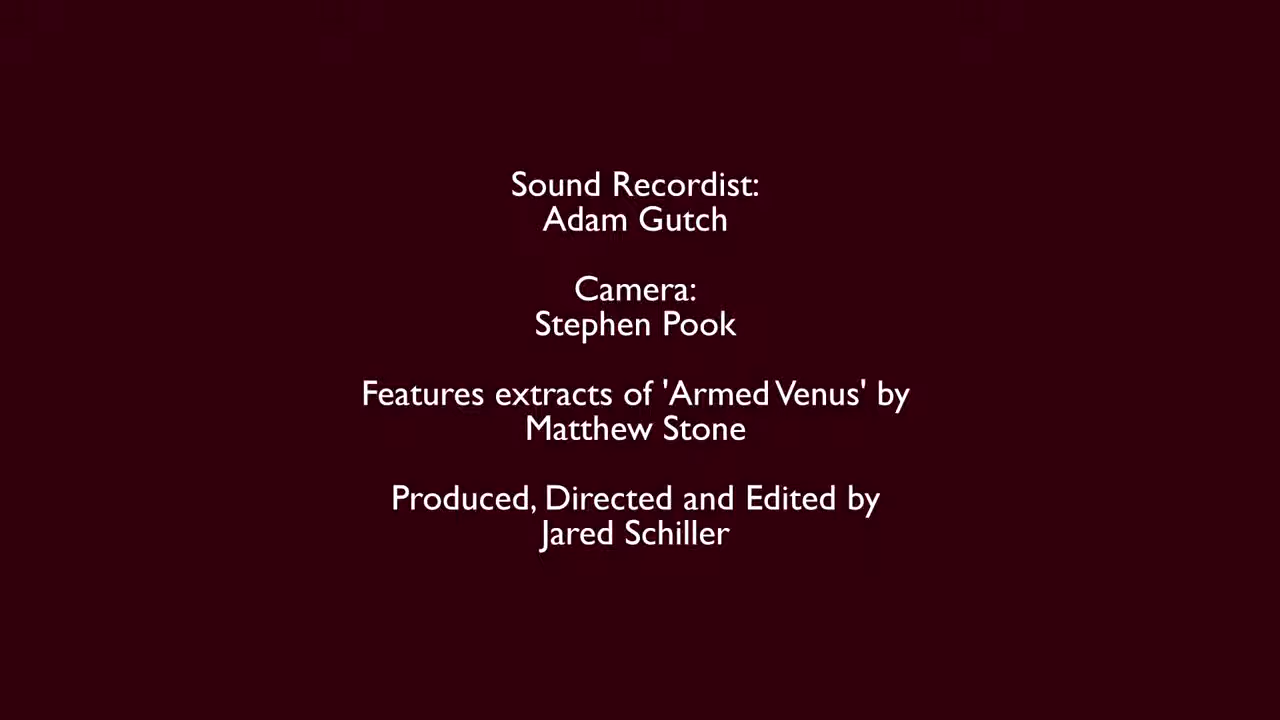 Sound Recordist:
Adam Gutch
Camera:
Stephen Pook
Features extracts of 'Armed Venus' by
Matthew Stone
Produced, Directed and Edited by
Jared Schiller